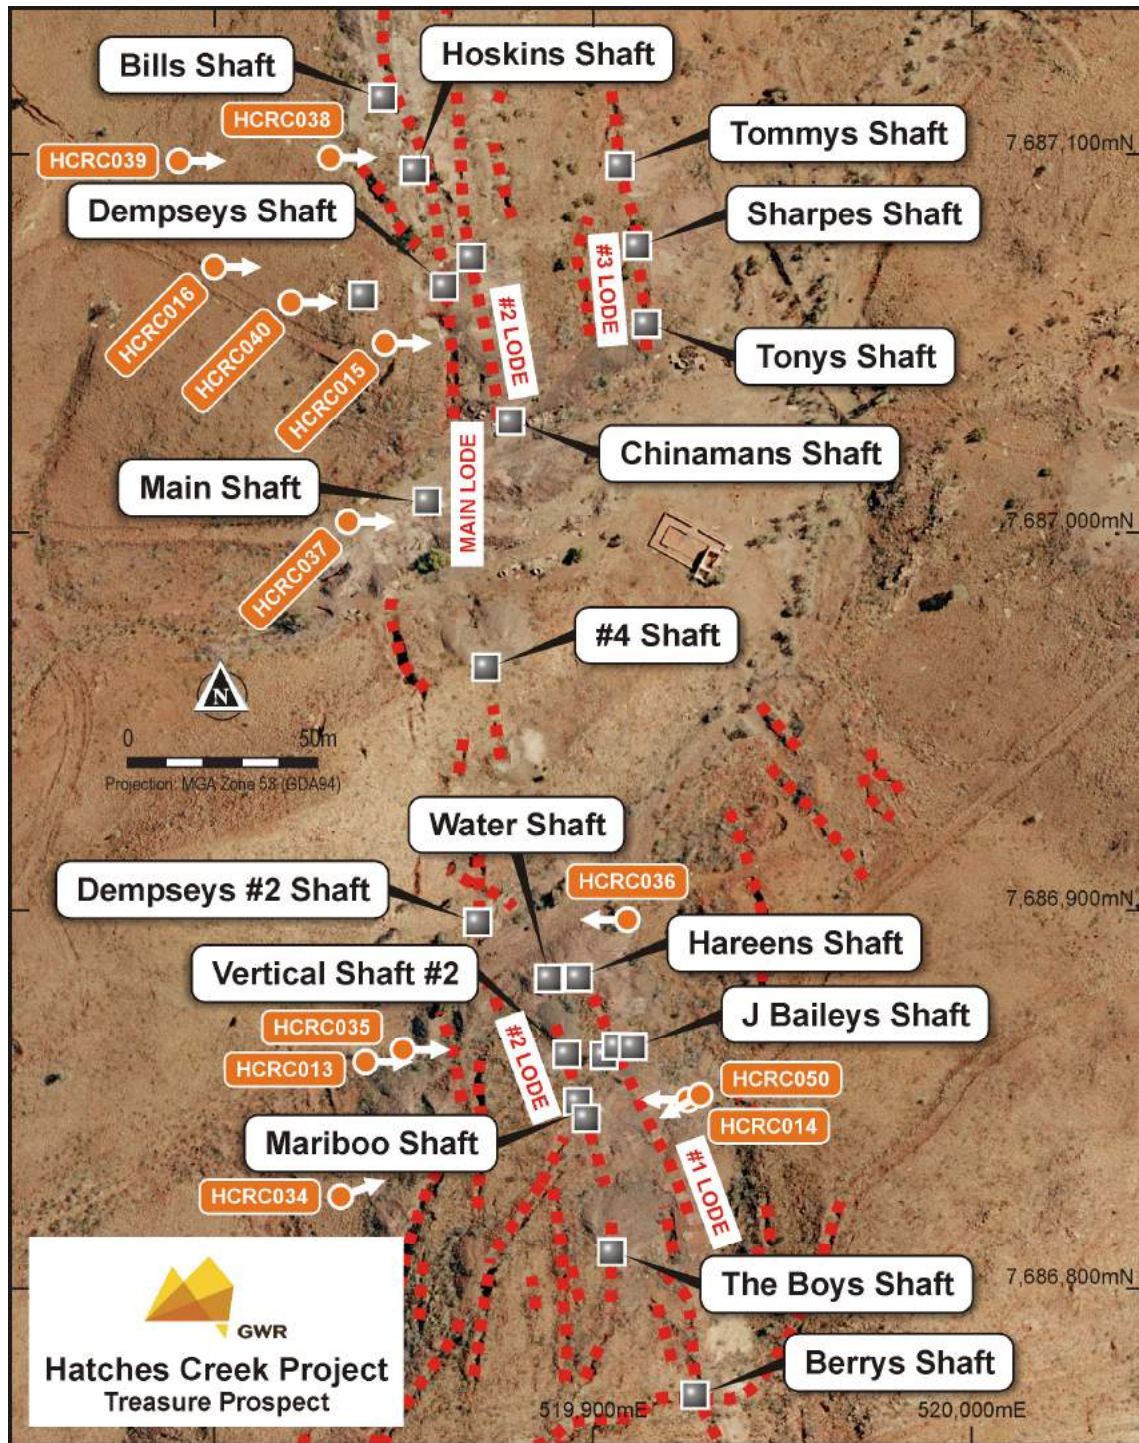 Bills Shaft
Hoskins Shaft
HCRC038
HCRC039
Tommys Shaft
7,687,100mN
Dempseys Shaft
Sharpes Shaft
HCRC016
HCRC040
HCRC015
#2 LODE
#3 LODE
Tonys Shaft
Chinamans Shaft
Main Shaft
MAIN LODE
HCRC037
7,687,000mN
#4 Shaft
N
0 50m
Projection: MGA Zone 53 (GDA94)
Water Shaft
Dempseys #2 Shaft
HCRC036
7,686,900mN
Hareens Shaft
Vertical Shaft #2
J Baileys Shaft
HCRC035
HCRC013
#2 LODE
HCRC050
HCRC014
Mariboo Shaft
HCRC034
#1 LODE
The Boys Shaft
7,686,800mN
GWR
Hatches Creek Project
Treasure Prospect
Berrys Shaft
519,900mE
520,000mE